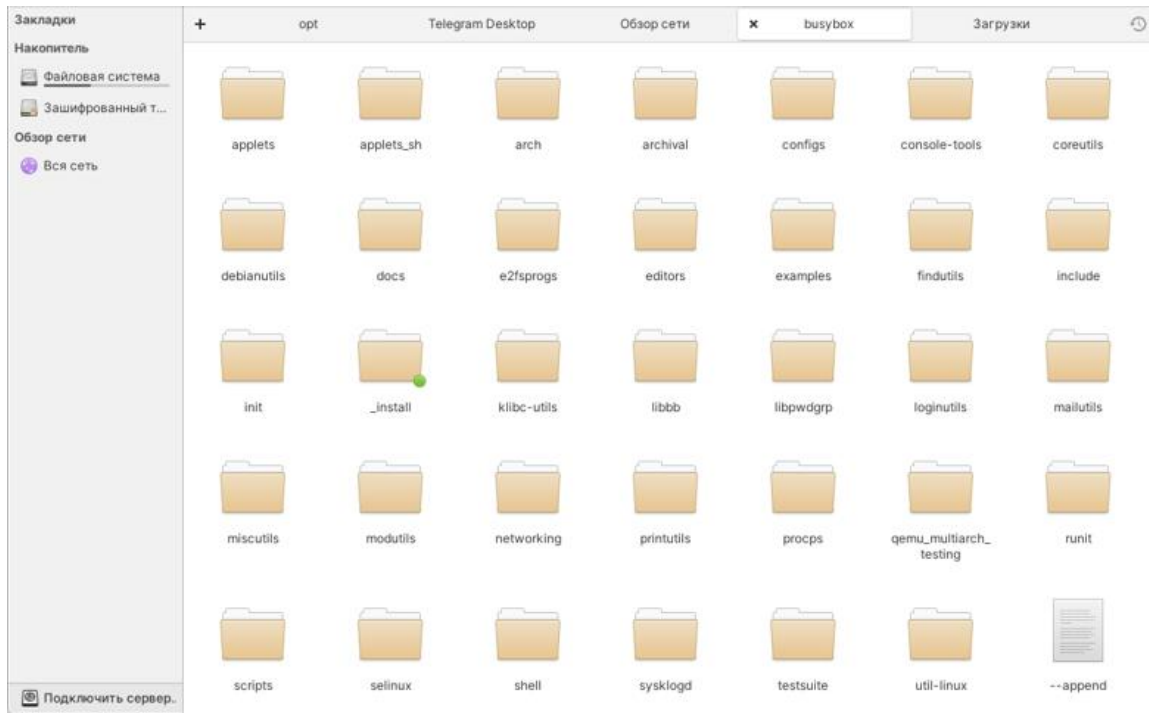 Закладки
Накопитель
Файловая система
Зашифрованный т...
Обзор сети
Вся сеть
Подключить сервер..
+ opt Telegram Desktop Обзор сети × busybox Загрузки
applets applets_sh arch archival configs console-tools coreutils
debianutils docs e2fsprogs editors examples findutils include
init _install klibc-utils libbb libpwdgrp loginutils mailutils
miscutils modutils networking printutils procps qemu_multiarch_
testing runit
scripts selinux shell sysklogd testsuite util-linux --append